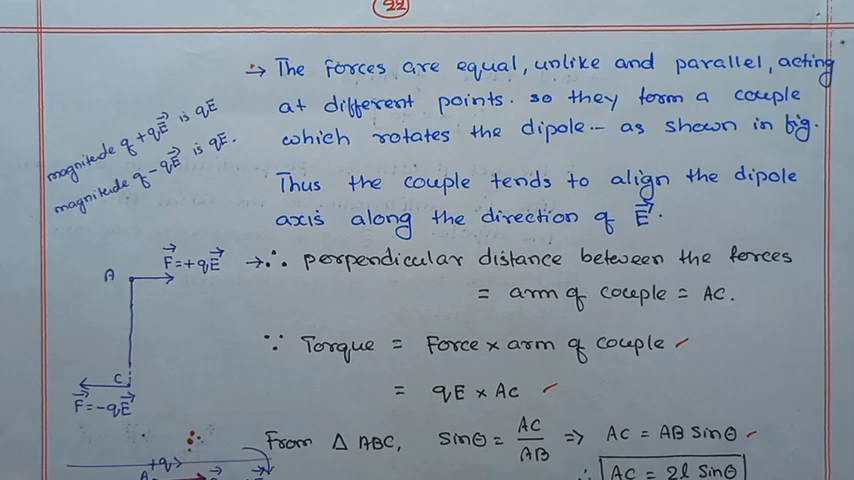 22
→ The forces are equal, unlike and parallel, acting
at different points. so they form a couple
which rotates the dipole - as shown in fig.
magnitude of +qE⃗ is qE
magnitude of -qE⃗ is qE.
Thus the couple tends to align the dipole
axis along the direction of E⃗.
A F⃗=+qE⃗
→ ∴ perpendicular distance between the forces
= arm of couple = AC.
∵ Torque = Force × arm of couple
= qE × AC
C
F⃗=-qE⃗
From △ ABC, Sinθ = AC/AB ⇒ AC = AB Sinθ
∴ AC = 2l Sinθ
+q
A